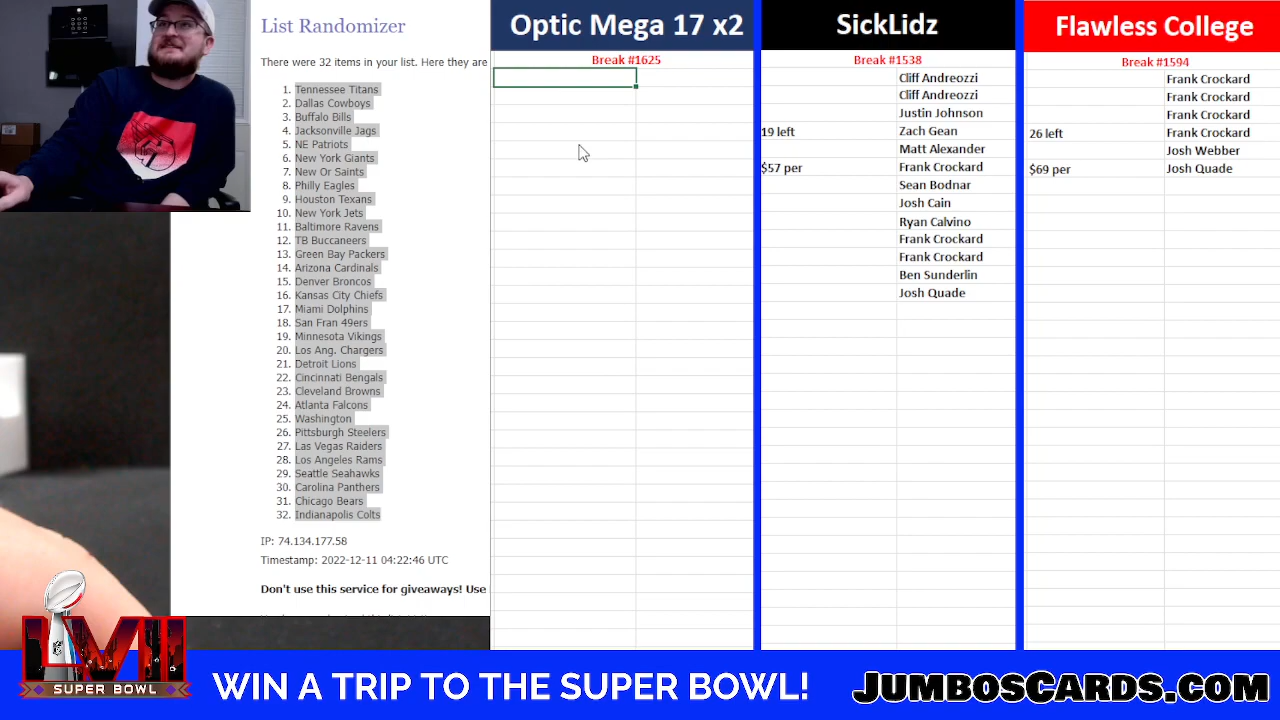 List Randomizer
There were 32 items in your list. Here they are
1. Tennessee Titans
2. Dallas Cowboys
3. Buffalo Bills
4. Jacksonville Jags
5. NE Patriots
6. New York Giants
7. New Or Saints
8. Philly Eagles
9. Houston Texans
10. New York Jets
11. Baltimore Ravens
12. TB Buccaneers
13. Green Bay Packers
14. Arizona Cardinals
15. Denver Broncos
16. Kansas City Chiefs
17. Miami Dolphins
18. San Fran 49ers
19. Minnesota Vikings
20. Los Ang. Chargers
21. Detroit Lions
22. Cincinnati Bengals
23. Cleveland Browns
24. Atlanta Falcons
25. Washington
26. Pittsburgh Steelers
27. Las Vegas Raiders
28. Los Angeles Rams
29. Seattle Seahawks
30. Carolina Panthers
31. Chicago Bears
32. Indianapolis Colts
IP: 74.134.177.58
Timestamp: 2022-12-11 04:22:46 UTC
Don't use this service for giveaways! Use
Optic Mega 17 x2
Break #1625
SickLidz
Break #1538
Cliff Andreozzi
Cliff Andreozzi
Justin Johnson
19 left Zach Gean
Matt Alexander
$57 per Frank Crockard
Sean Bodnar
Josh Cain
Ryan Calvino
Frank Crockard
Frank Crockard
Ben Sunderlin
Josh Quade
Flawless College
Break #1594
Frank Crockard
Frank Crockard
Frank Crockard
26 left Frank Crockard
Josh Webber
$69 per Josh Quade
LVII
SUPER BOWL
WIN A TRIP TO THE SUPER BOWL!
JUMBOSCARDS.COM